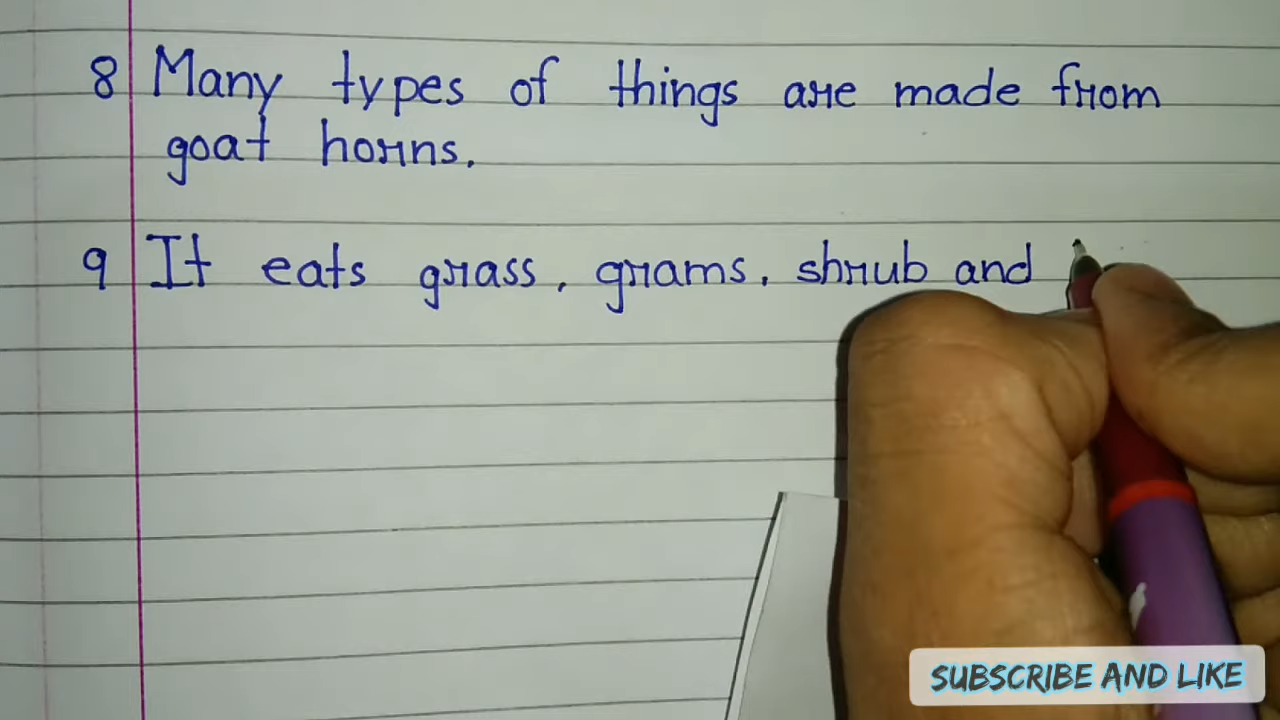 8 Many types of things are made from
goat horns.
9 It eats grass, grams, shrub and
SUBSCRIBE AND LIKE